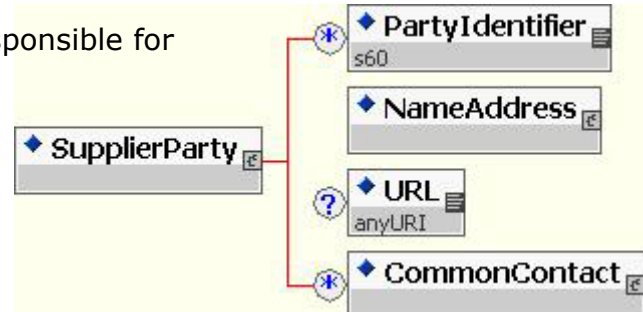 ponsible for
PartyIdentifier
s60
NameAddress
SupplierParty
URL
?
anyURI
CommonContact